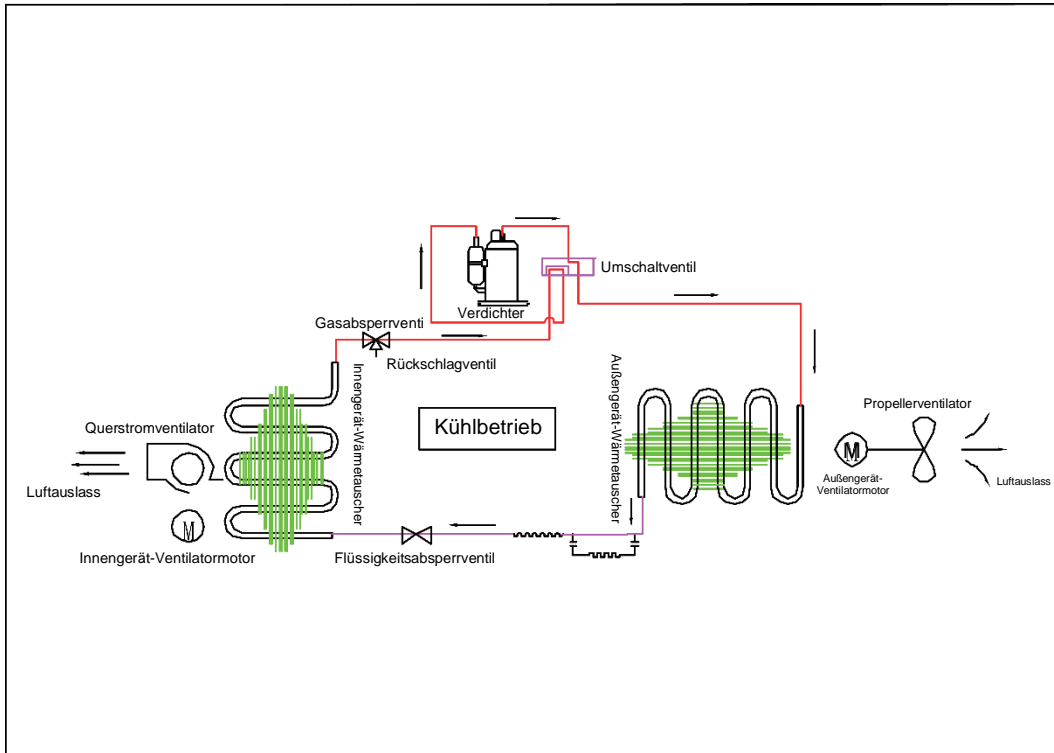 Umschaltventil
Verdichter
Gasabsperrventi
Rückschlagventil
Innengerät-Wärmetauscher
Außengerät-Wärmetauscher
Kühlbetrieb
Querstromventilator
Luftauslass
M
Innengerät-Ventilatormotor
Flüssigkeitsabsperrventil
Propellerventilator
M
Außengerät-
Ventilatormotor
Luftauslass